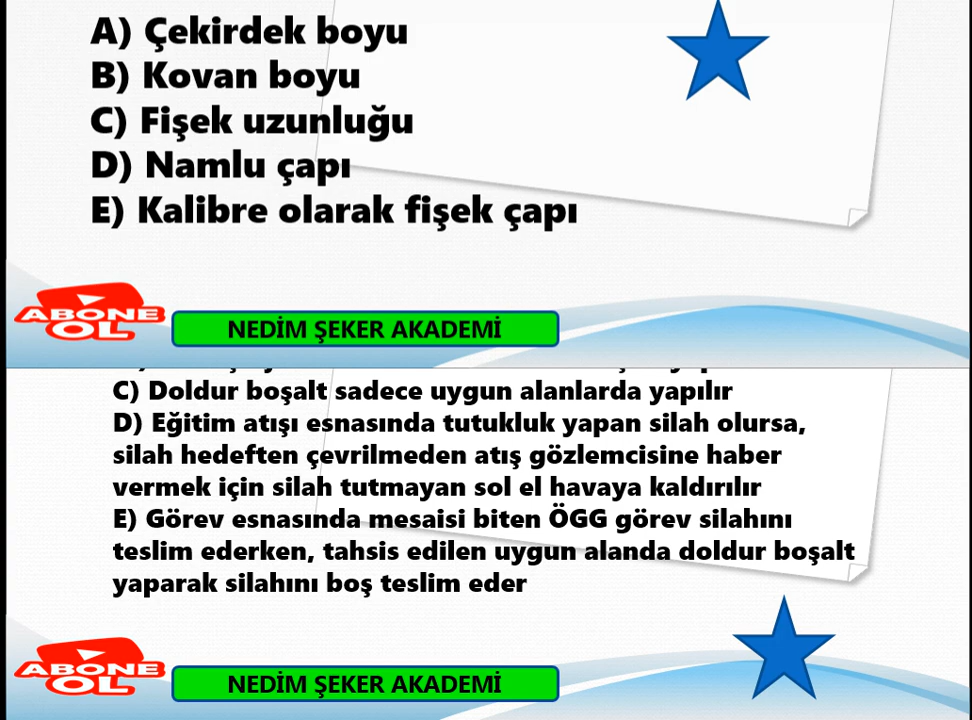 A) Çekirdek boyu
B) Kovan boyu
C) Fişek uzunluğu
D) Namlu çapı
E) Kalibre olarak fişek çapı
ABONE
OL
NEDİM ŞEKER AKADEMİ
C) Doldur boşalt sadece uygun alanlarda yapılır
D) Eğitim atışı esnasında tutukluk yapan silah olursa,
silah hedeften çevrilmeden atış gözlemcisine haber
vermek için silah tutmayan sol el havaya kaldırılır
E) Görev esnasında mesaisi biten ÖGG görev silahını
teslim ederken, tahsis edilen uygun alanda doldur boşalt
yaparak silahını boş teslim eder
ABONE
OL
NEDİM ŞEKER AKADEMİ